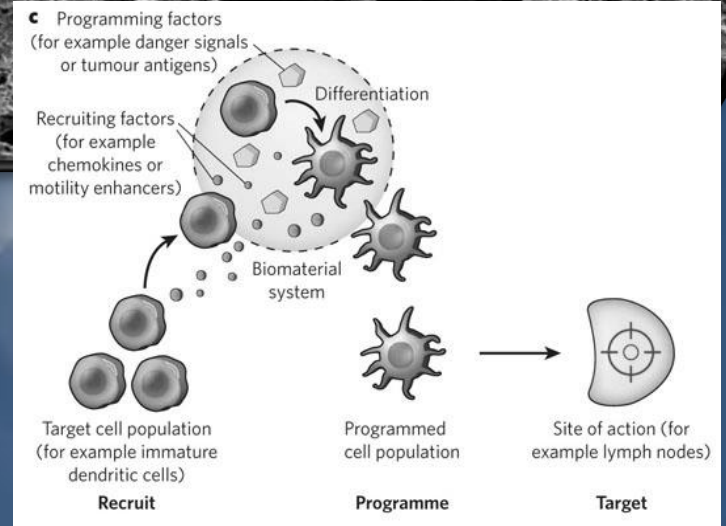 c Programming factors
(for example danger signals
or tumour antigens)
Differentiation
Recruiting factors
(for example
chemokines or
motility enhancers)
Biomaterial
system
Target cell population
(for example immature
dendritic cells)
Recruit
Programmed
cell population
Programme
Site of action (for
example lymph nodes)
Target